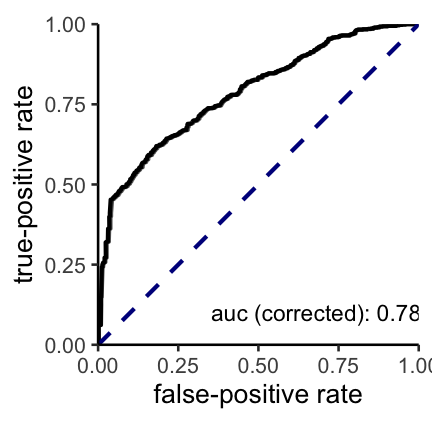 1.00
0.75
0.50
0.25
0.00
true-positive rate
auc (corrected): 0.78
0.00 0.25 0.50 0.75 1.00
false-positive rate